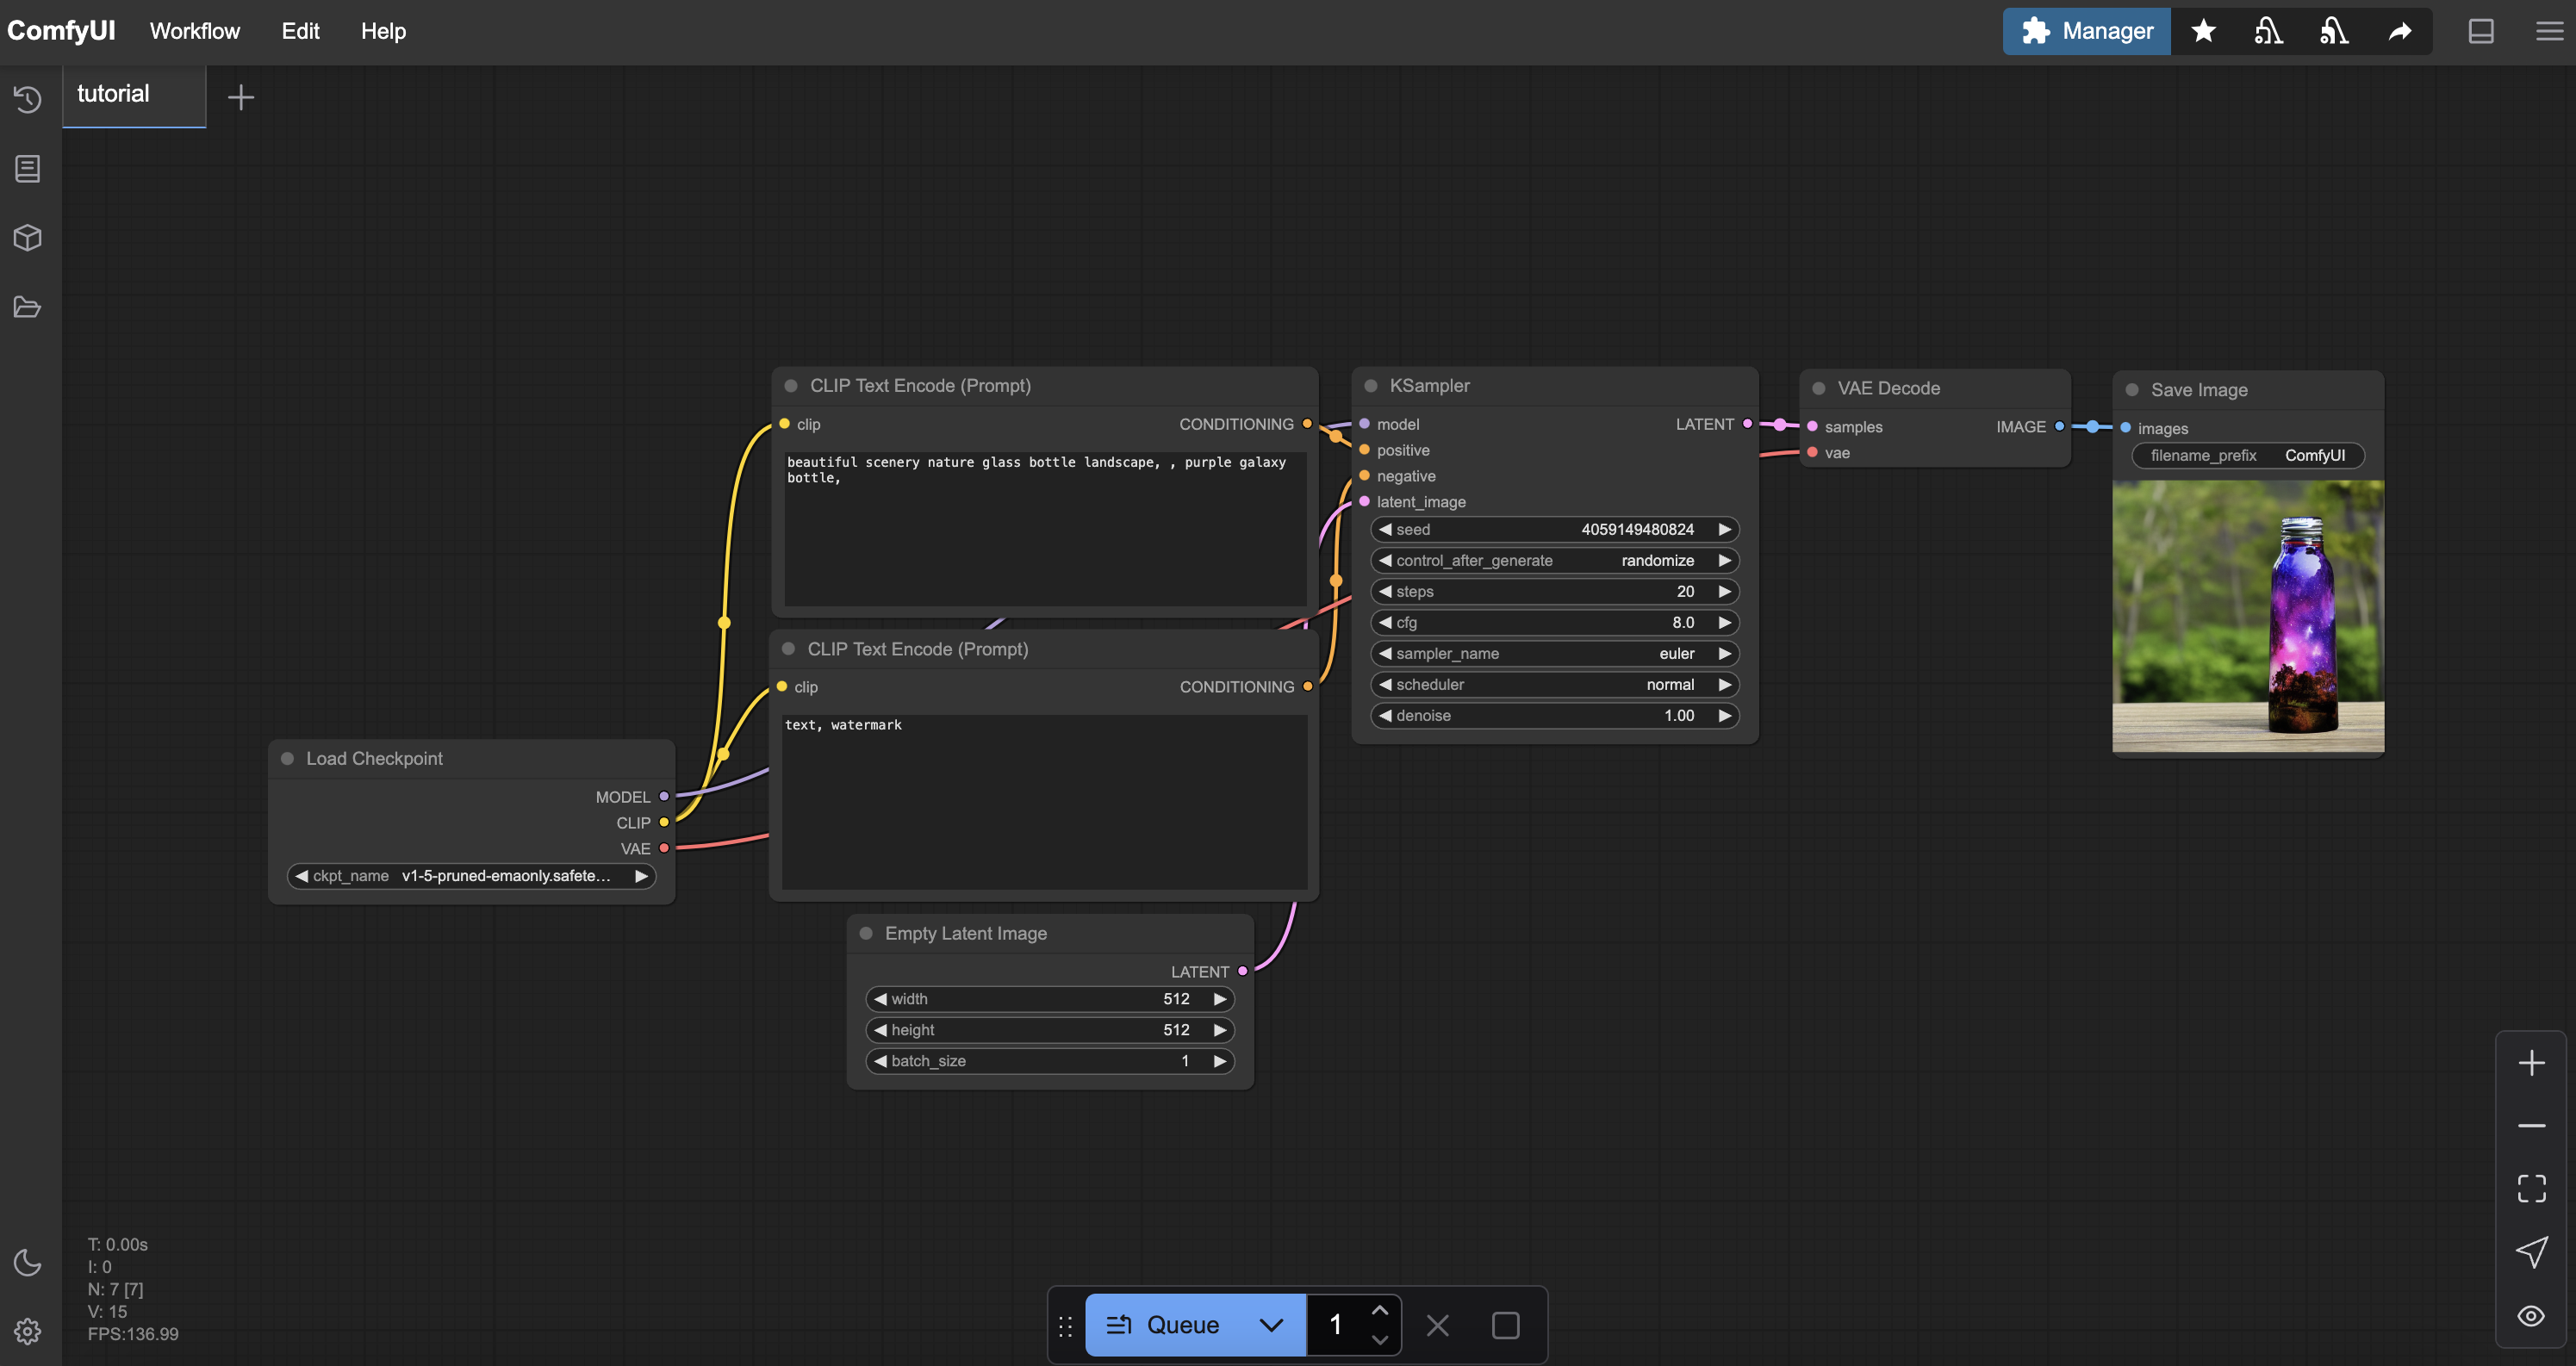 ComfyUI Workflow Edit Help Manager
tutorial
CLIP Text Encode (Prompt)
clip CONDITIONING
beautiful scenery nature glass bottle landscape, , purple galaxy
bottle,
CLIP Text Encode (Prompt)
clip CONDITIONING
text, watermark
Load Checkpoint
MODEL
CLIP
VAE
ckpt_name v1-5-pruned-emaonly.safete...
Empty Latent Image
LATENT
width 512
height 512
batch_size 1
KSampler
model LATENT
positive
negative
latent_image
seed 4059149480824
control_after_generate randomize
steps 20
cfg 8.0
sampler_name euler
scheduler normal
denoise 1.00
VAE Decode
samples IMAGE
vae
Save Image
images
filename_prefix ComfyUI
T: 0.00s
I: 0
N: 7 [7]
V: 15
FPS:136.99
Queue 1